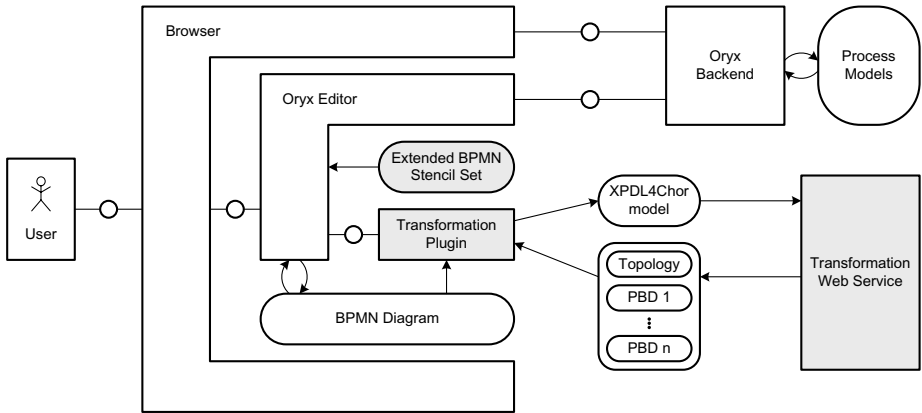 Browser
Oryx
Backend
Process
Models
Oryx Editor
Extended BPMN
Stencil Set
XPDL4Chor
model
User
Transformation
Plugin
Topology
PBD 1
PBD n
Transformation
Web Service
BPMN Diagram